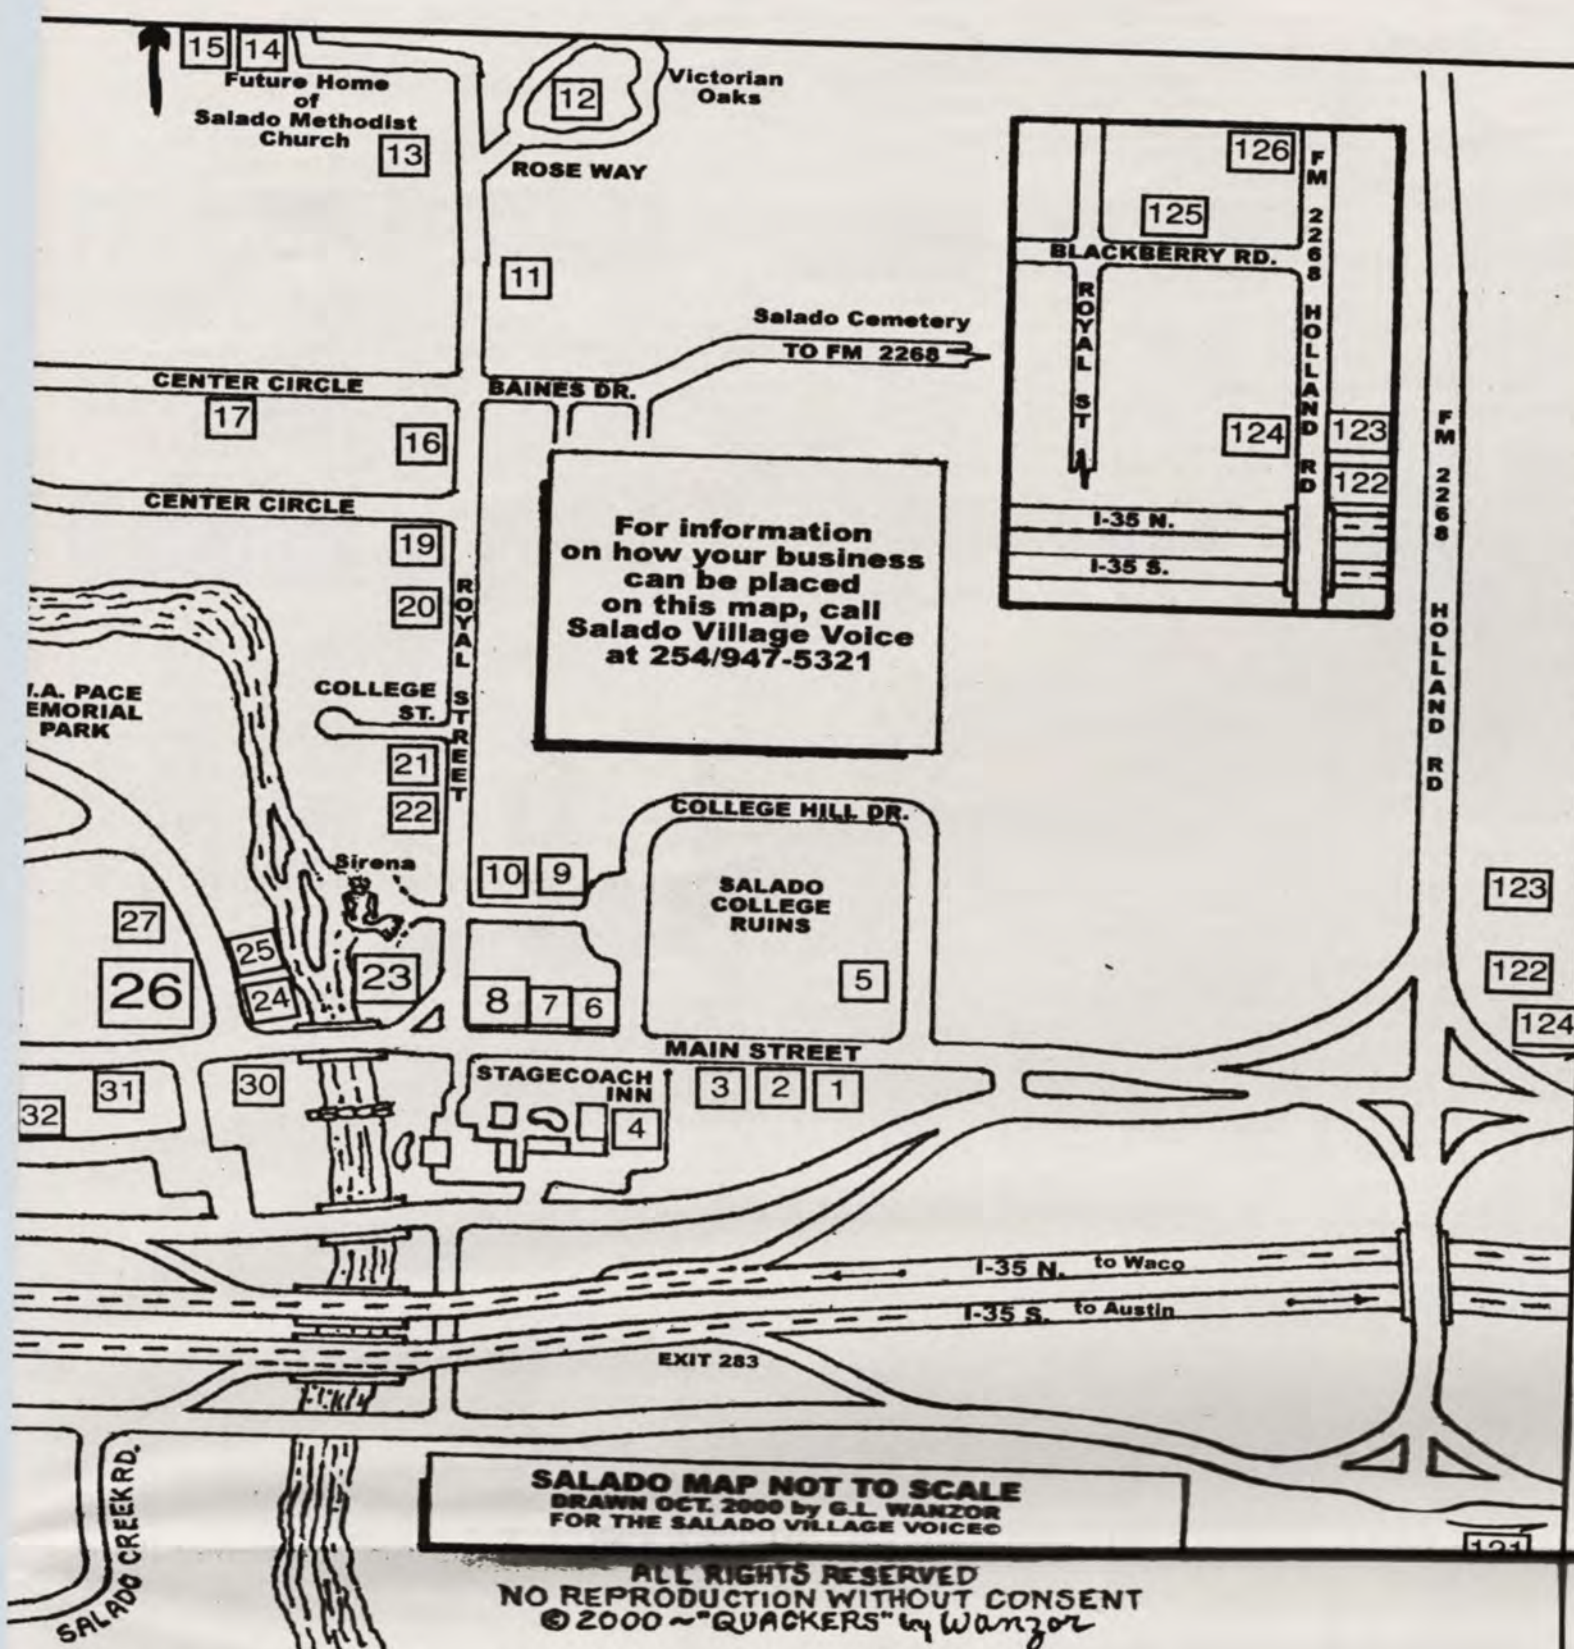 15 14
Future Home
of
Salado Methodist
Church
13
12
Victorian
Oaks
ROSE WAY
11
Salado Cemetery
TO FM 2268
CENTER CIRCLE
BAINES DR.
17
16
CENTER CIRCLE
19
20
ROYAL STREET
COLLEGE
ST.
21
22
For information
on how your business
can be placed
on this map, call
Salado Village Voice
at 254/947-5321
126
125
BLACKBERRY RD.
FM 2268 HOLLAND RD
ROYAL ST
124
123
122
I-35 N.
I-35 S.
FM 2268 HOLLAND RD
.A. PACE
EMORIAL
PARK
Sirena
10 9
COLLEGE HILL DR.
SALADO
COLLEGE
RUINS
5
27
26
25
24
23
8 7 6
123
122
124
MAIN STREET
31
32
30
STAGECOACH
INN
4
3 2 1
I-35 N. to Waco
I-35 S. to Austin
EXIT 283
SALADO CREEK RD.
SALADO MAP NOT TO SCALE
DRAWN OCT. 2000 by G.L. WANZOR
FOR THE SALADO VILLAGE VOICE©
121
ALL RIGHTS RESERVED
NO REPRODUCTION WITHOUT CONSENT
© 2000 ~ "QUACKERS" by Wanzor